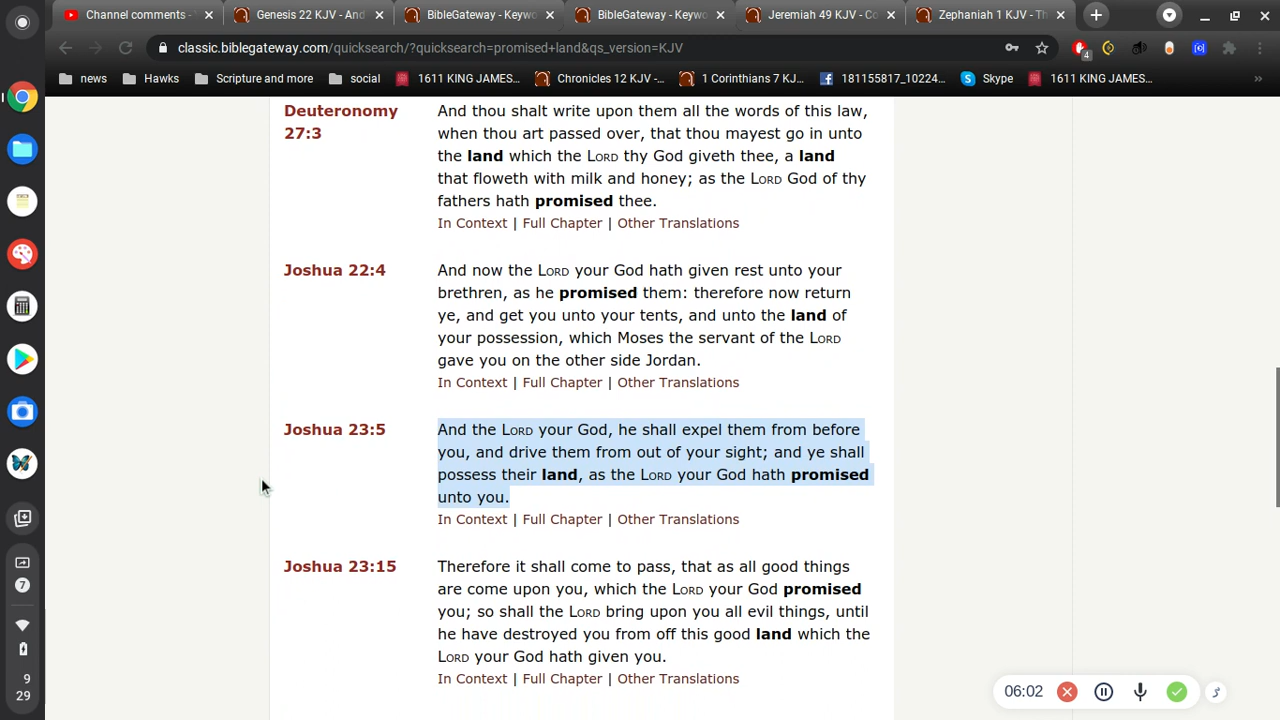 Channel comments -
Genesis 22 KJV - And
BibleGateway - Keywo
BibleGateway - Keywo
Jeremiah 49 KJV - Co
Zephaniah 1 KJV - Th
classic.biblegateway.com/quicksearch/?quicksearch=promised+land&qs_version=KJV
4
news
Hawks
Scripture and more
social
1611 KING JAMES...
Chronicles 12 KJV -...
1 Corinthians 7 KJ...
181155817_10224...
Skype
1611 KING JAMES...
»
Deuteronomy
27:3
And thou shalt write upon them all the words of this law,
when thou art passed over, that thou mayest go in unto
the land which the LORD thy God giveth thee, a land
that floweth with milk and honey; as the LORD God of thy
fathers hath promised thee.
In Context | Full Chapter | Other Translations
Joshua 22:4
And now the LORD your God hath given rest unto your
brethren, as he promised them: therefore now return
ye, and get you unto your tents, and unto the land of
your possession, which Moses the servant of the LORD
gave you on the other side Jordan.
In Context | Full Chapter | Other Translations
Joshua 23:5
And the LORD your God, he shall expel them from before
you, and drive them from out of your sight; and ye shall
possess their land, as the LORD your God hath promised
unto you.
In Context | Full Chapter | Other Translations
Joshua 23:15
Therefore it shall come to pass, that as all good things
are come upon you, which the LORD your God promised
you; so shall the LORD bring upon you all evil things, until
he have destroyed you from off this good land which the
LORD your God hath given you.
In Context | Full Chapter | Other Translations
7
9
29
06:02